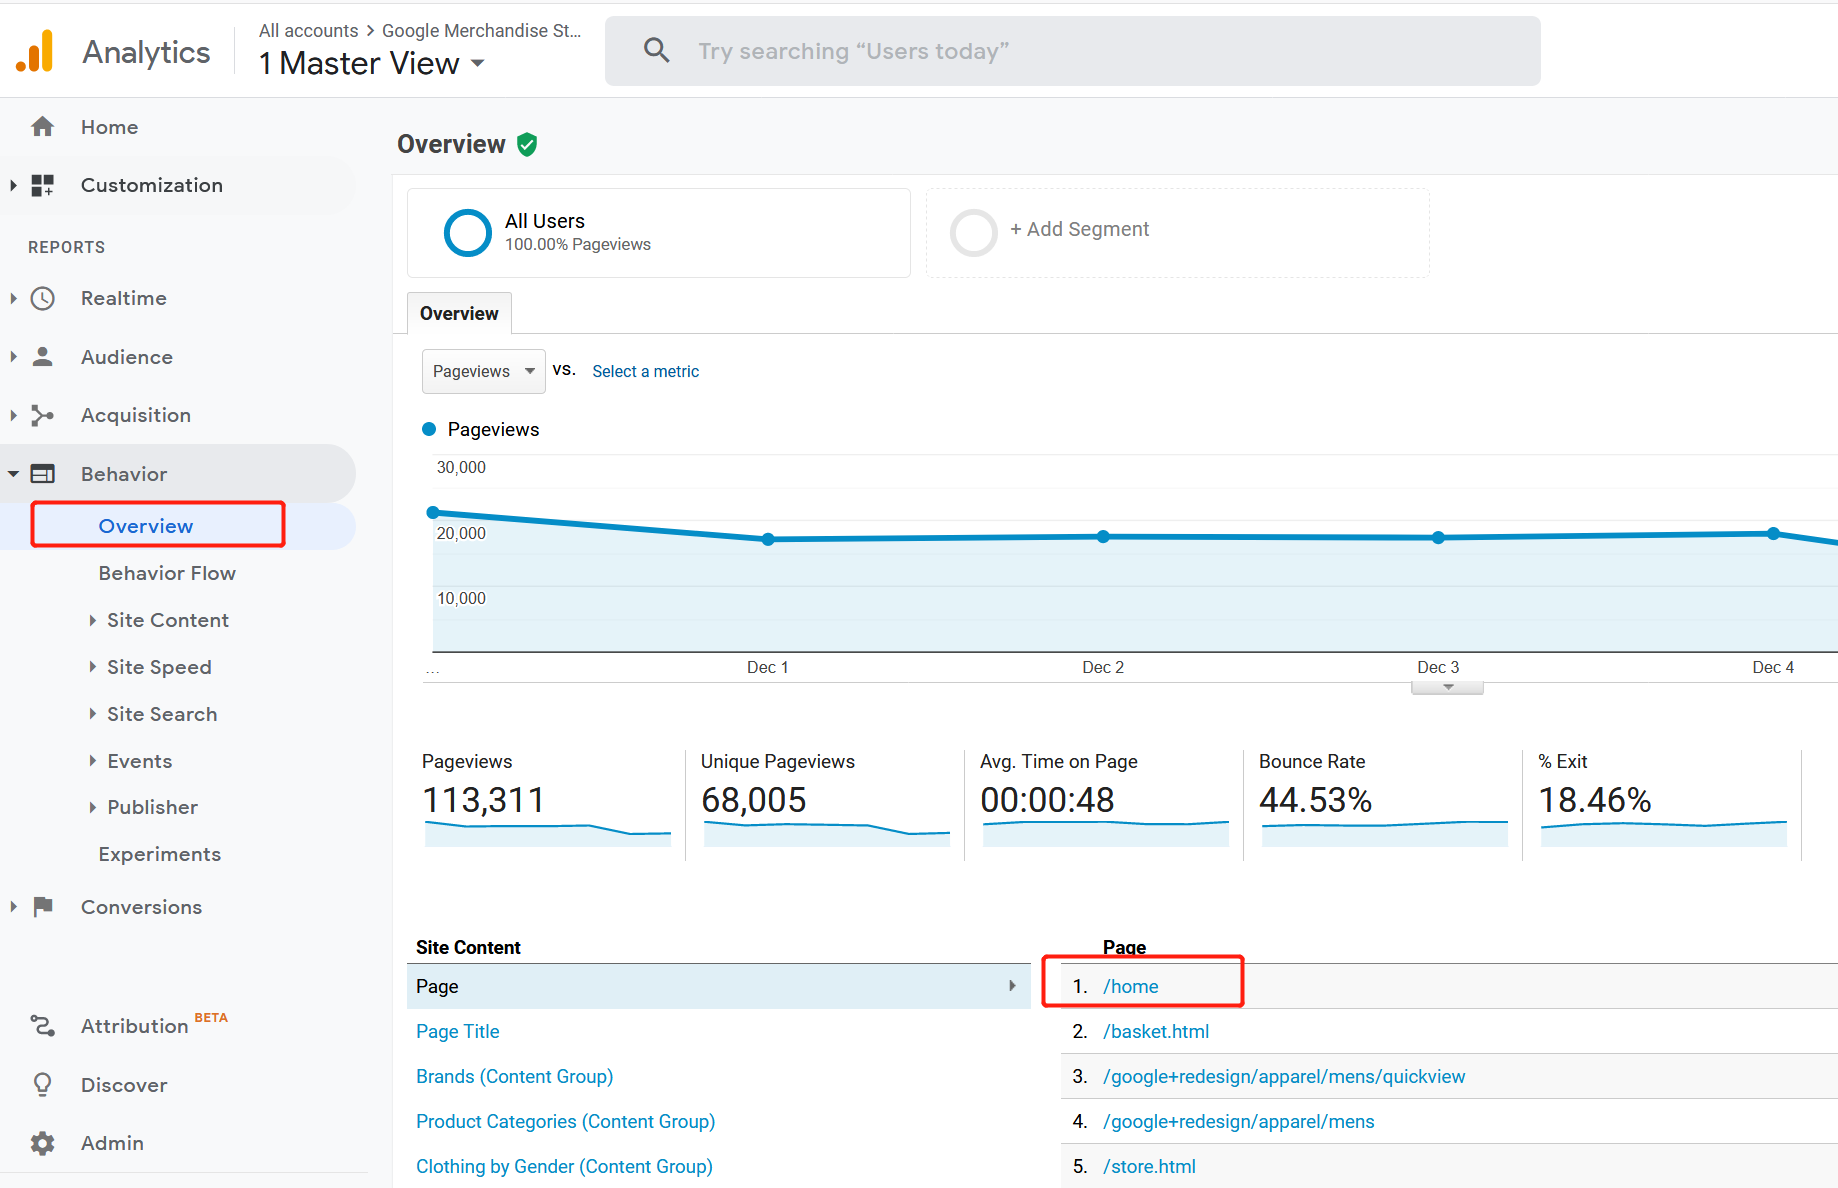 Analytics
All accounts > Google Merchandise St...
1 Master View
Try searching “Users today”
Home
Customization
REPORTS
Realtime
Audience
Acquisition
Behavior
Overview
Behavior Flow
Site Content
Site Speed
Site Search
Events
Publisher
Experiments
Conversions
Attribution BETA
Discover
Admin
Overview
All Users
100.00% Pageviews
+ Add Segment
Overview
Pageviews vs. Select a metric
Pageviews
30,000
20,000
10,000
... Dec 1 Dec 2 Dec 3 Dec 4
Pageviews
113,311
Unique Pageviews
68,005
Avg. Time on Page
00:00:48
Bounce Rate
44.53%
% Exit
18.46%
Site Content
Page
Page Title
Brands (Content Group)
Product Categories (Content Group)
Clothing by Gender (Content Group)
Page
1. /home
2. /basket.html
3. /google+redesign/apparel/mens/quickview
4. /google+redesign/apparel/mens
5. /store.html